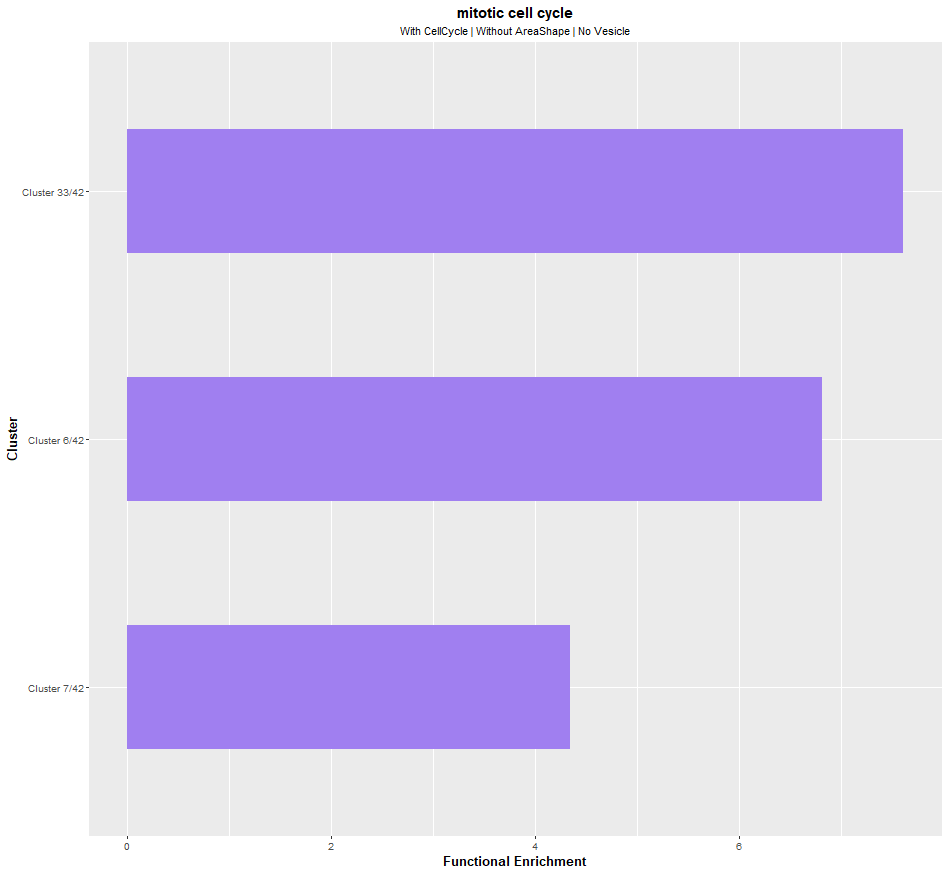 mitotic cell cycle
With CellCycle | Without AreaShape | No Vesicle
Cluster
Cluster 33/42
Cluster 6/42
Cluster 7/42
0 2 4 6
Functional Enrichment